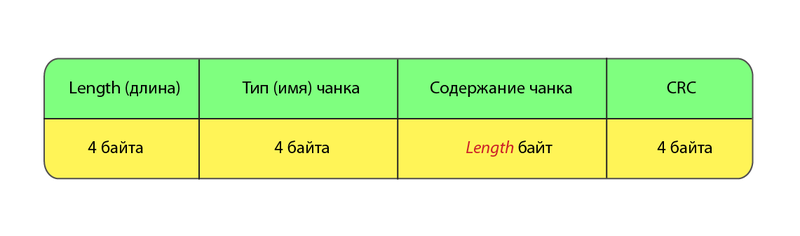 Length (длина) Тип (имя) чанка Содержание чанка CRC
4 байта 4 байта Length байт 4 байта